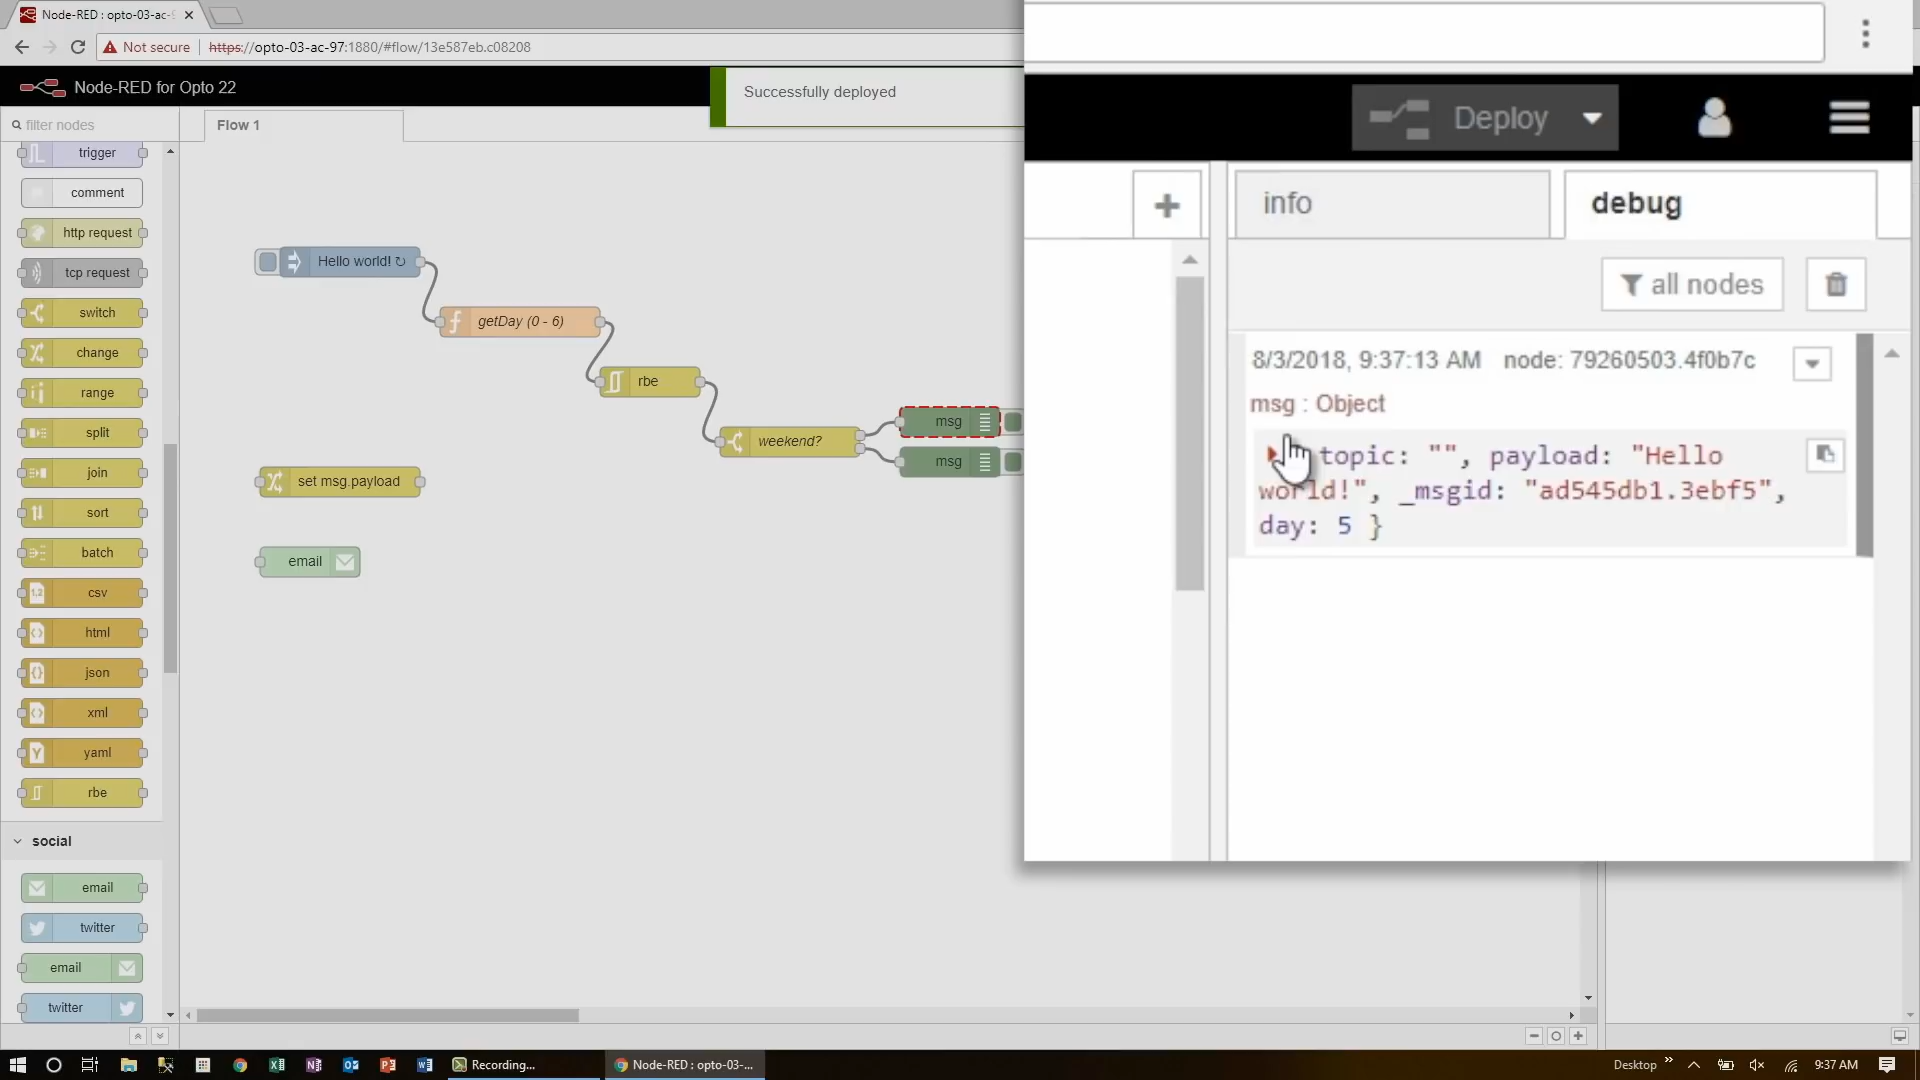 Node-RED : opto-03-ac-9
Not secure
https://opto-03-ac-97:1880/#flow/13e587eb.c08208
Node-RED for Opto 22
Successfully deployed
Deploy
filter nodes
Flow 1
info
debug
all nodes
trigger
comment
http request
tcp request
switch
change
range
split
join
sort
batch
csv
html
json
xml
yaml
rbe
social
email
twitter
email
twitter
Hello world! ↻
getDay (0 - 6)
rbe
weekend?
msg
msg
set msg.payload
email
8/3/2018, 9:37:13 AM node: 79260503.4f0b7c
msg : Object
topic: "", payload: "Hello
world!", _msgid: "ad545db1.3ebf5",
day: 5 }
Recording...
Node-RED : opto-03-...
Desktop
9:37 AM